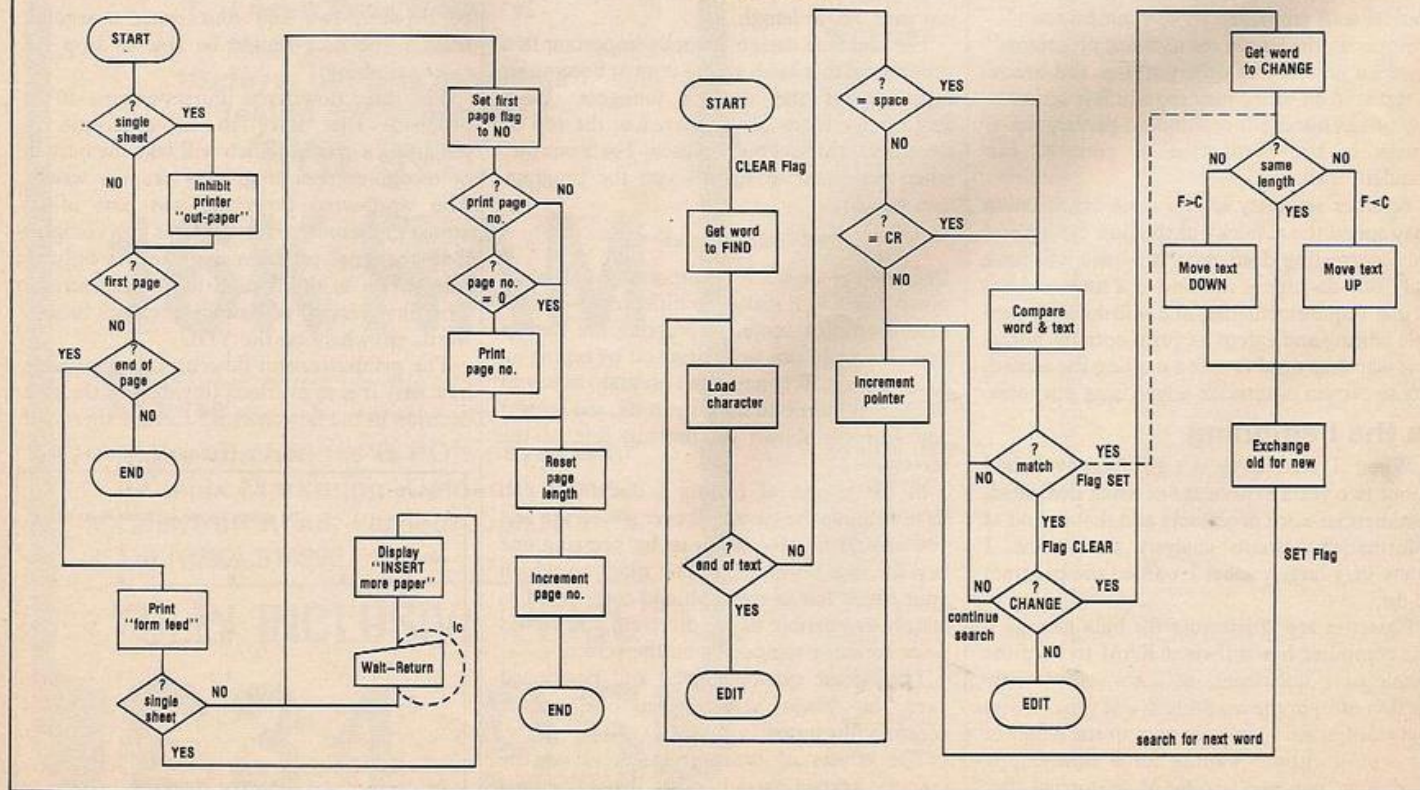 START
?
single
sheet
YES
NO
Inhibit
printer
"out-paper"
?
first page
NO
YES
?
end of
page
NO
END
Print
"form feed"
?
single
sheet
NO
YES
Display
"INSERT
more paper"
Ic
Wait–Return
Set first
page flag
to NO
?
print page
no.
NO
?
page no.
= 0
YES
Print
page no.
Reset
page
length
Increment
page no.
END
START
CLEAR Flag
Get word
to FIND
Load
character
?
end of text
NO
YES
EDIT
?
= space
YES
NO
?
= CR
YES
NO
Increment
pointer
Compare
word & text
?
match
NO
YES
Flag SET
YES
Flag CLEAR
?
CHANGE
NO
continue
search
YES
NO
EDIT
Get word
to CHANGE
?
same
length
NO
NO
F>C
YES
F<C
Move text
DOWN
Move text
UP
Exchange
old for new
SET Flag
search for next word